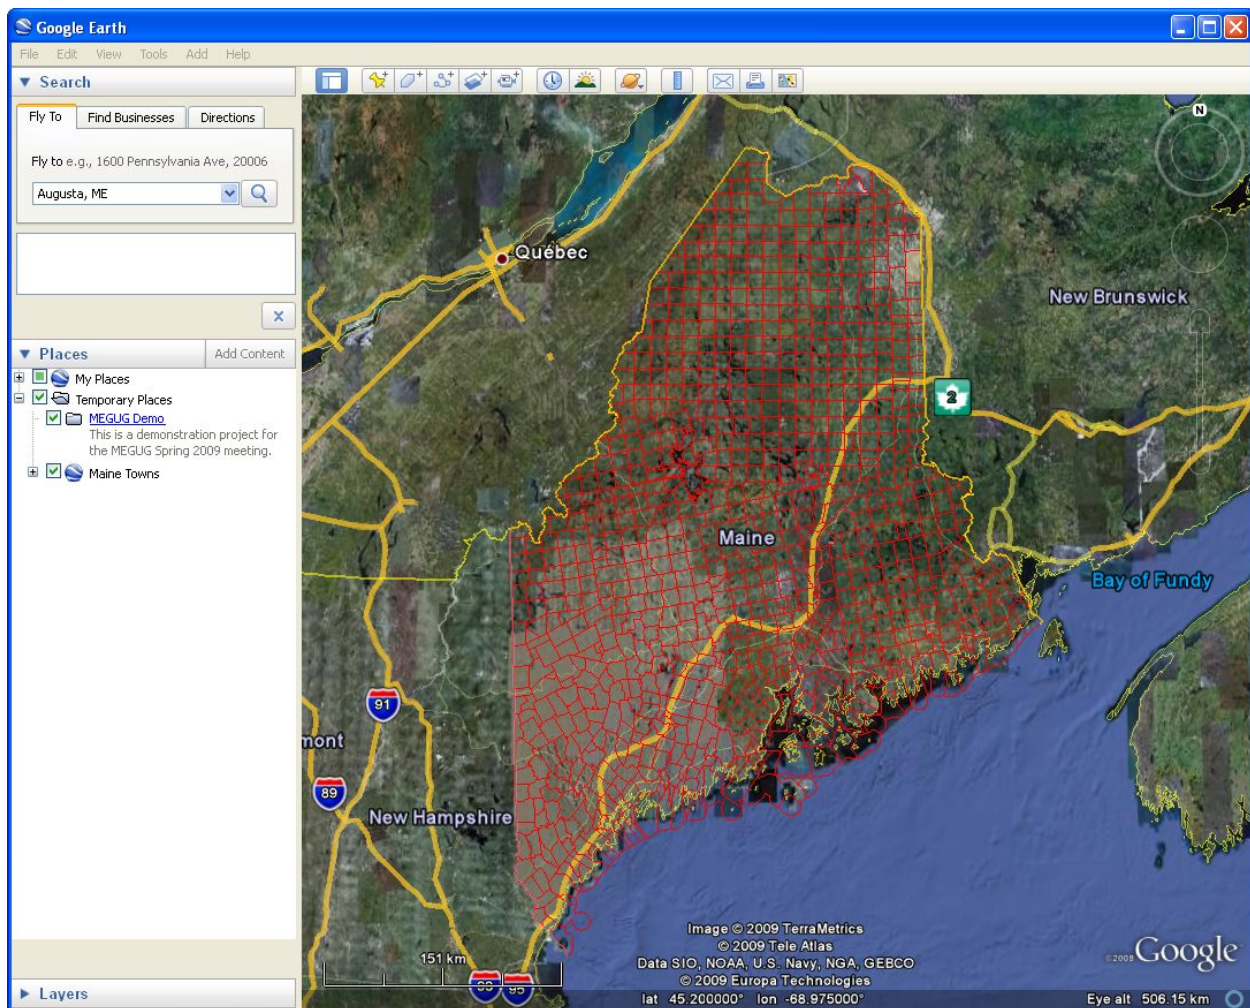 Google Earth
File Edit View Tools Add Help
Search
Fly To Find Businesses Directions
Fly to e.g., 1600 Pennsylvania Ave, 20006
Augusta, ME
Places Add Content
My Places
Temporary Places
MEGUG Demo
This is a demonstration project for
the MEGUG Spring 2009 meeting.
Maine Towns
Layers
N
Québec
New Brunswick
2
Maine
Bay of Fundy
91
mont
89
New Hampshire
151 km
93 95
Image © 2009 TerraMetrics
© 2009 Tele Atlas
Data SIO, NOAA, U.S. Navy, NGA, GEBCO
© 2009 Europa Technologies
©2009 Google™
lat 45.200000° lon -68.975000° Eye alt 506.15 km